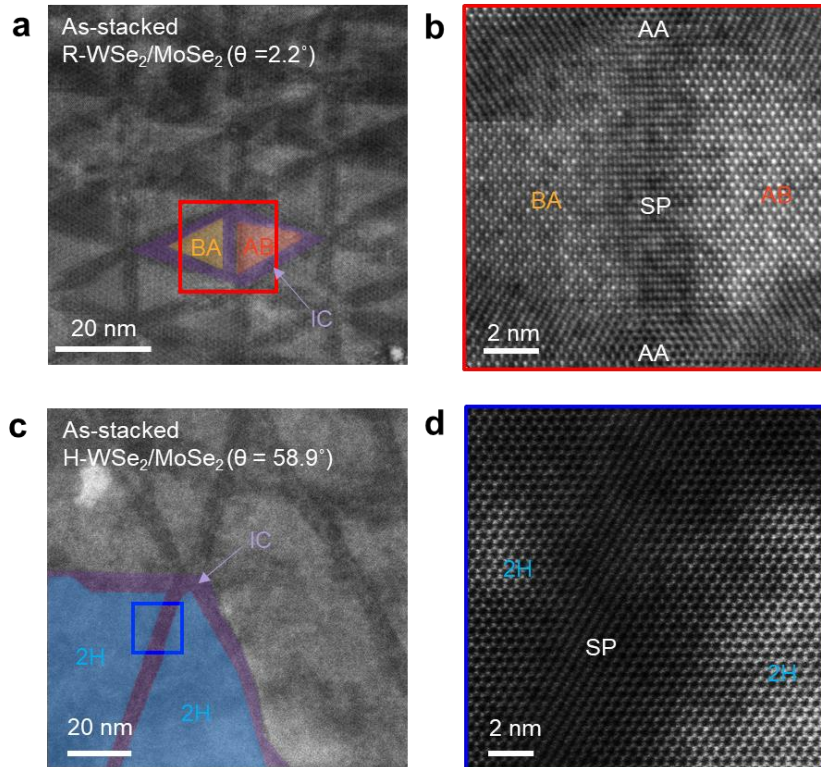 a
As-stacked
R-WSe₂/MoSe₂ (θ =2.2°)
BA
AB
IC
20 nm
b
AA
BA
SP
AB
2 nm
AA
c
As-stacked
H-WSe₂/MoSe₂ (θ = 58.9°)
IC
2H
2H
20 nm
d
2H
SP
2H
2 nm